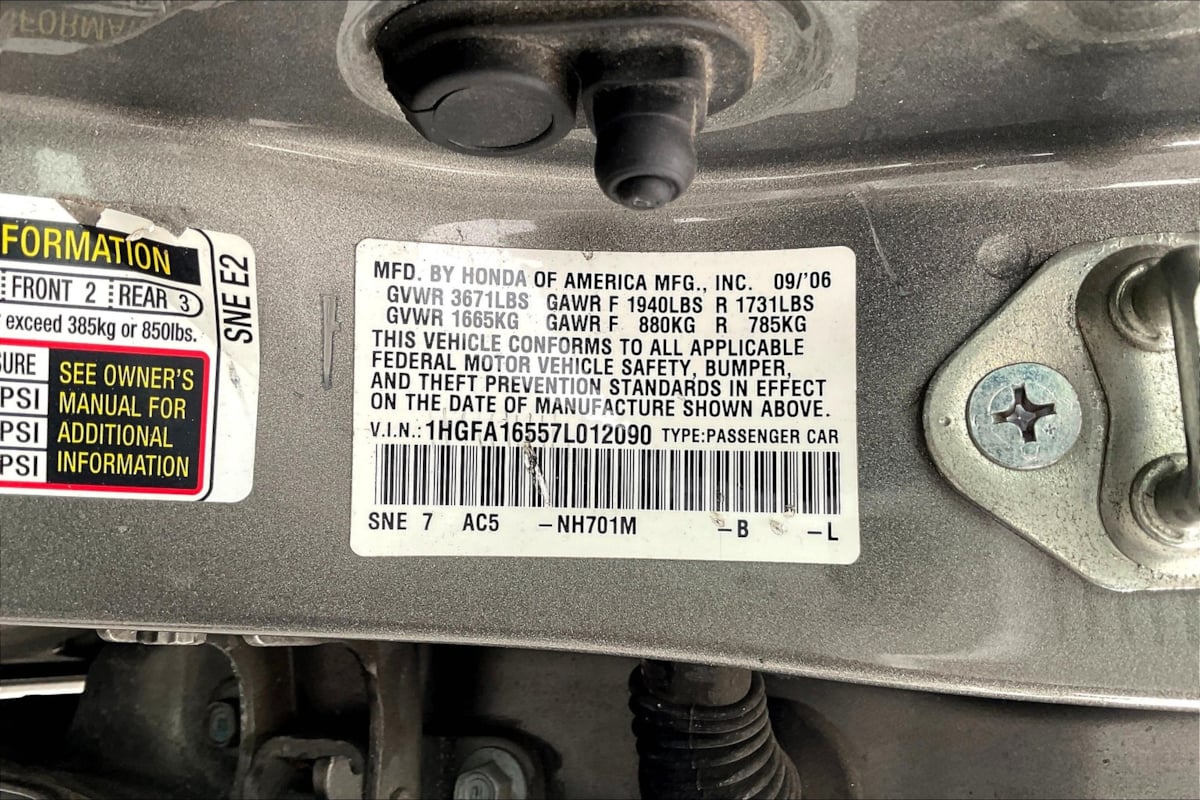 FORMATION
FRONT 2 REAR 3
exceed 385kg or 850lbs.
SURE
PSI
PSI
PSI
SEE OWNER'S
MANUAL FOR
ADDITIONAL
INFORMATION
SNE E2
MFD. BY HONDA OF AMERICA MFG., INC. 09/'06
GVWR 3671LBS GAWR F 1940LBS R 1731LBS
GVWR 1665KG GAWR F 880KG R 785KG
THIS VEHICLE CONFORMS TO ALL APPLICABLE
FEDERAL MOTOR VEHICLE SAFETY, BUMPER,
AND THEFT PREVENTION STANDARDS IN EFFECT
ON THE DATE OF MANUFACTURE SHOWN ABOVE.
V.I.N.: 1HGFA16557L012090 TYPE:PASSENGER CAR
SNE 7 AC5 –NH701M –B –L